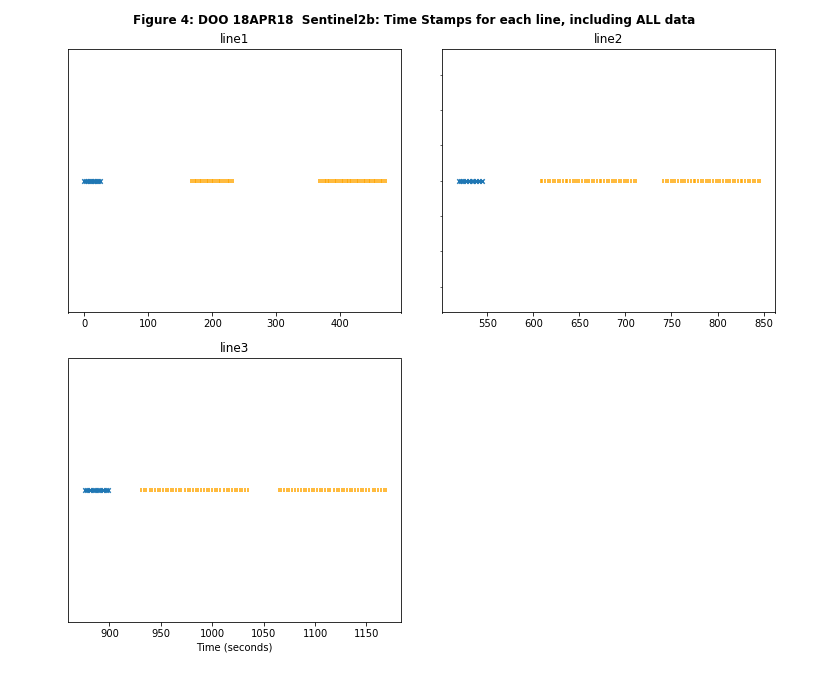 Figure 4: DOO 18APR18  Sentinel2b: Time Stamps for each line, including ALL data
line1
line2
0 100 200 300 400
550 600 650 700 750 800 850
line3
900 950 1000 1050 1100 1150
Time (seconds)